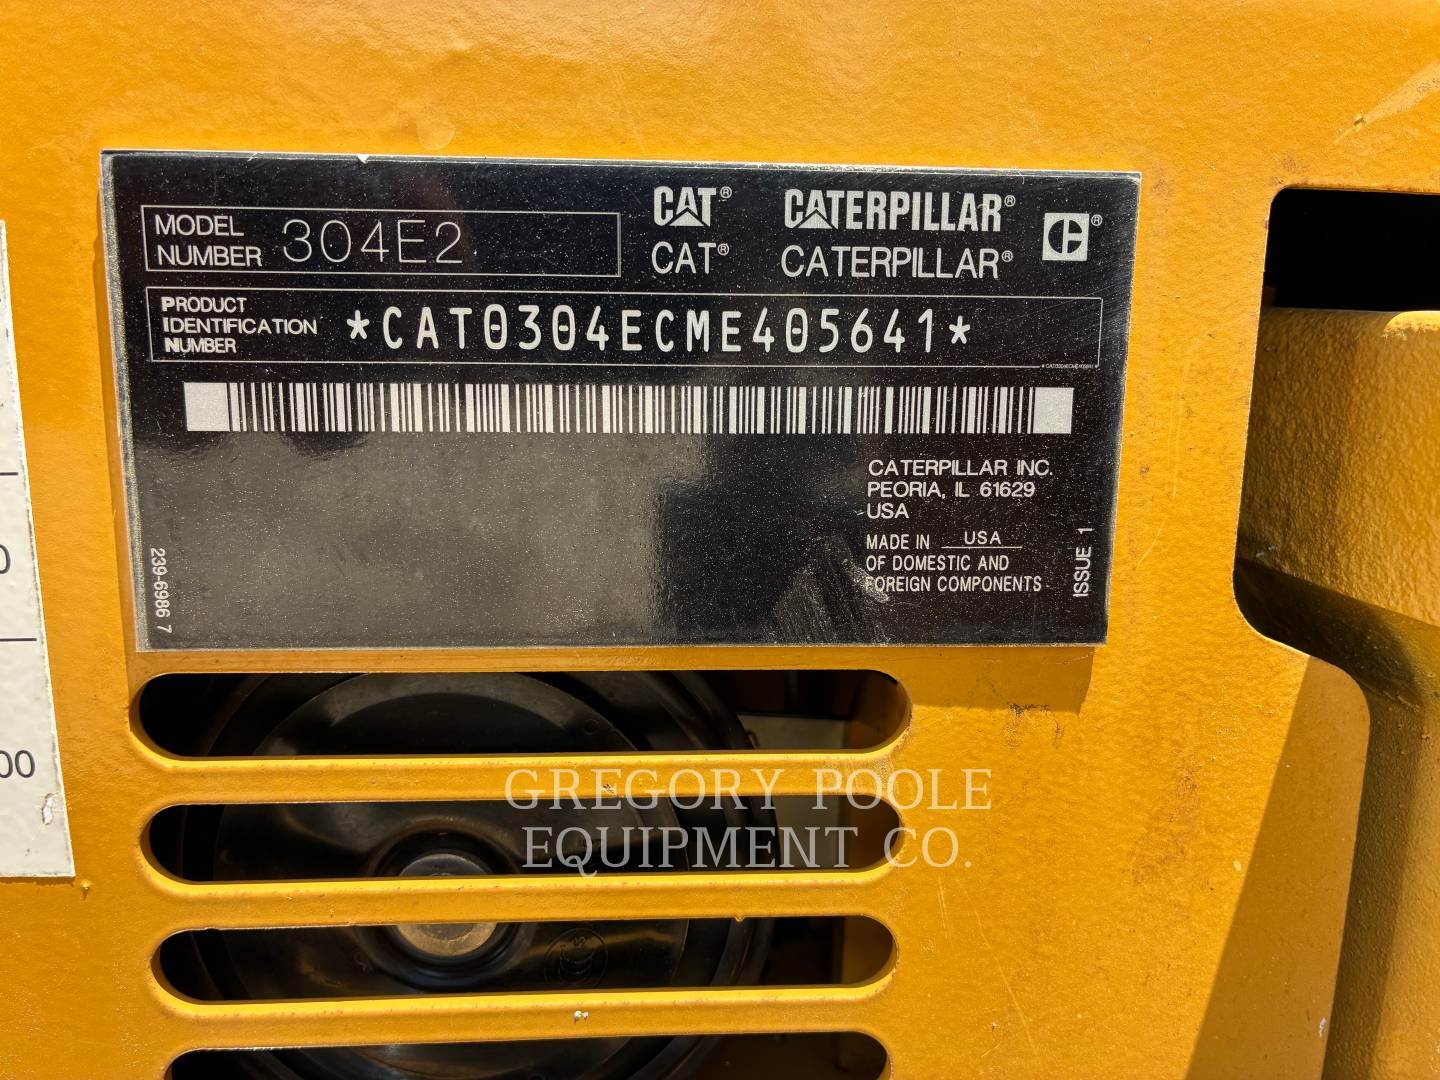 MODEL
NUMBER 304E2
CAT® CATERPILLAR®
CAT® CATERPILLAR®
PRODUCT
IDENTIFICATION
NUMBER
*CAT0304ECME405641*
CATERPILLAR INC.
PEORIA, IL 61629
USA
MADE IN USA
OF DOMESTIC AND
FOREIGN COMPONENTS
239-6986 7
ISSUE 1
GREGORY POOLE
EQUIPMENT CO.